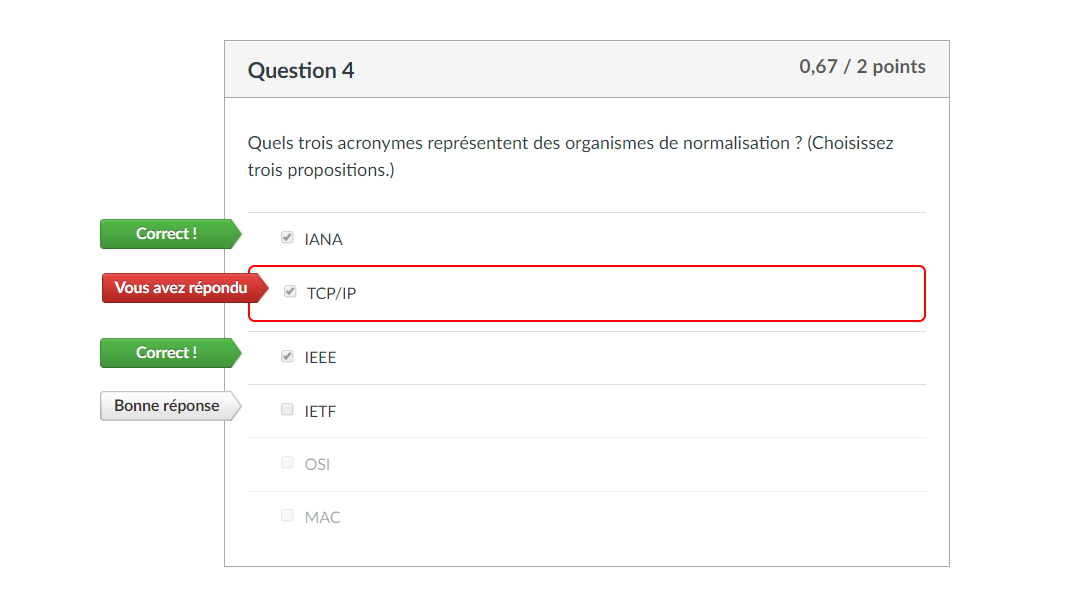 Question 4
0,67 / 2 points
Quels trois acronymes représentent des organismes de normalisation ? (Choisissez
trois propositions.)
Correct !
IANA
Vous avez répondu
TCP/IP
Correct !
IEEE
Bonne réponse
IETF
OSI
MAC